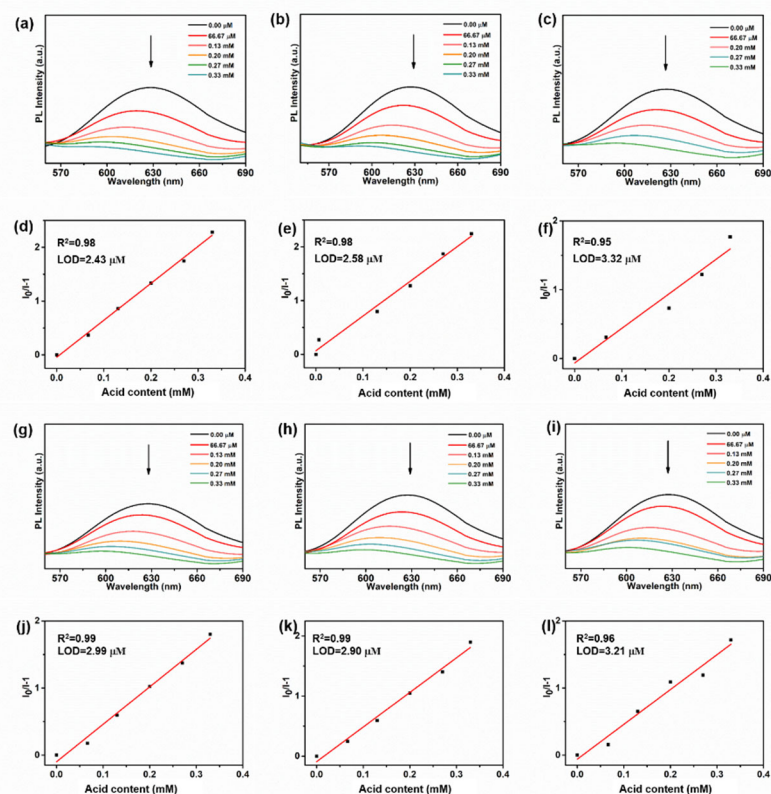 (a)
0.00 μM
66.67 μM
0.13 mM
0.20 mM
0.27 mM
0.33 mM
PL Intensity (a.u.)
570 600 630 660 690
Wavelength (nm)
(b)
0.00 μM
66.67 μM
0.13 mM
0.20 mM
0.27 mM
0.33 mM
PL Intensity (a.u.)
570 600 630 660 690
Wavelength (nm)
(c)
0.00 μM
66.67 μM
0.20 mM
0.27 mM
0.33 mM
PL Intensity (a.u.)
570 600 630 660 690
Wavelength (nm)
(d)
R²=0.98
LOD=2.43 μM
I₀/I-1
2
1
0
0.0 0.1 0.2 0.3 0.4
Acid content (mM)
(e)
R²=0.98
LOD=2.58 μM
I₀/I-1
2
1
0
0.0 0.1 0.2 0.3 0.4
Acid content (mM)
(f)
R²=0.95
LOD=3.32 μM
I₀/I-1
2
1
0
0.0 0.1 0.2 0.3 0.4
Acid content (mM)
(g)
0.00 μM
66.67 μM
0.13 mM
0.20 mM
0.27 mM
0.33 mM
PL Intensity (a.u.)
570 600 630 660 690
Wavelength (nm)
(h)
0.00 μM
66.67 μM
0.13 mM
0.20 mM
0.27 mM
0.33 mM
PL Intensity (a.u.)
570 600 630 660 690
Wavelength (nm)
(i)
0.00 μM
66.67 μM
0.13 mM
0.20 mM
0.27 mM
0.33 mM
PL Intensity (a.u.)
570 600 630 660 690
Wavelength (nm)
(j)
R²=0.99
LOD=2.99 μM
I₀/I-1
2
1
0
0.0 0.1 0.2 0.3 0.4
Acid content (mM)
(k)
R²=0.99
LOD=2.90 μM
I₀/I-1
2
1
0
0.0 0.1 0.2 0.3 0.4
Acid content (mM)
(l)
R²=0.96
LOD=3.21 μM
I₀/I-1
2
1
0
0.0 0.1 0.2 0.3 0.4
Acid content (mM)